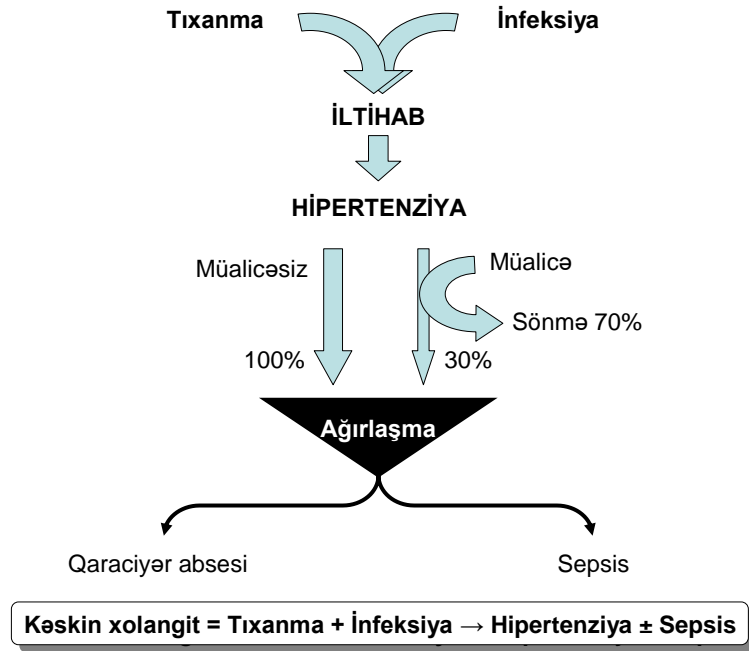 Tıxanma İnfeksiya
İLTİHAB
HİPERTENZİYA
Müalicəsiz Müalicə
Sönmə 70%
100% 30%
Ağırlaşma
Qaraciyər absesi Sepsis
Kəskin xolangit = Tıxanma + İnfeksiya → Hipertenziya ± Sepsis